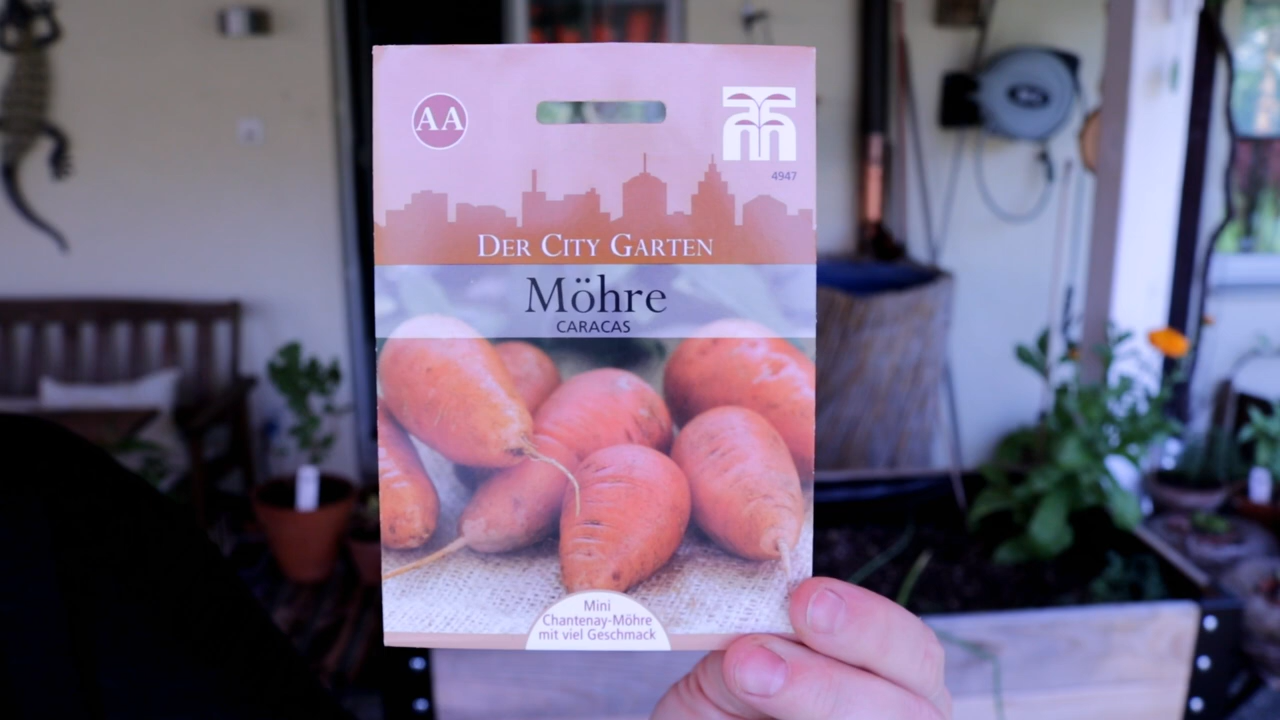 AA
4947
DER CITY GARTEN
Möhre
CARACAS
Mini
Chantenay-Möhre
mit viel Geschmack